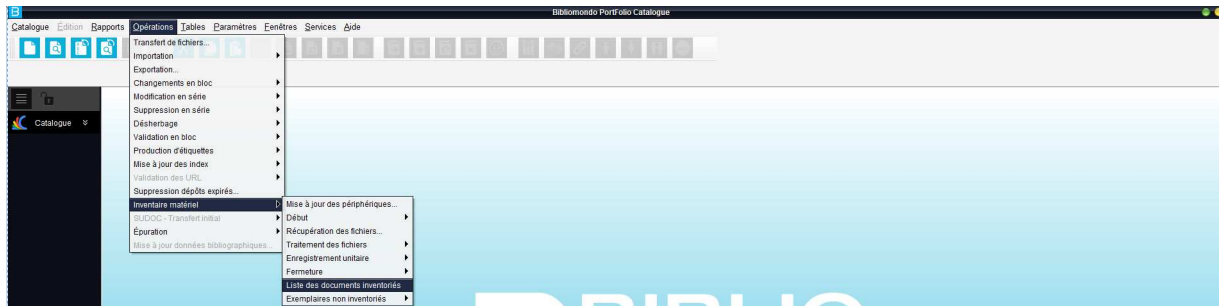 Bibliomondo PortFolio Catalogue
Catalogue Édition Rapports Opérations Tables Paramètres Fenêtres Services Aide
Transfert de fichiers...
Importation
Exportation...
Changements en bloc
Modification en série
Suppression en série
Désherbage
Catalogue
Validation en bloc
Production d'étiquettes
Mise à jour des index
Validation des URL
Suppression dépôts expirés...
Inventaire matériel
SUDOC - Transfert initial
Épuration
Mise à jour données bibliographiques...
Mise à jour des périphériques...
Début
Récupération des fichiers...
Traitement des fichiers
Enregistrement unitaire
Fermeture
Liste des documents inventoriés
Exemplaires non inventoriés
BIBLIO